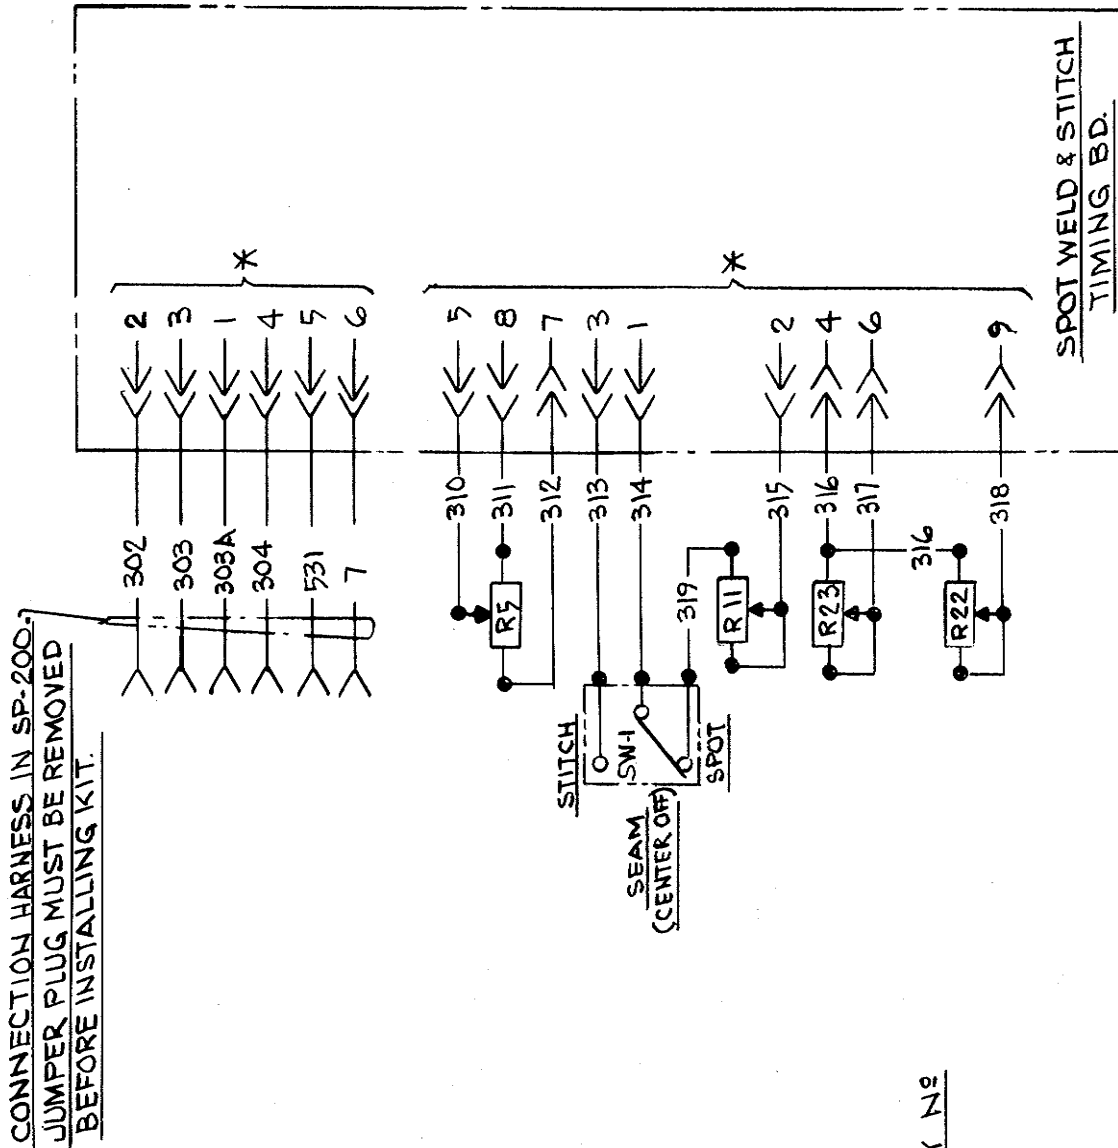 CONNECTION HARNESS IN SP-200.
JUMPER PLUG MUST BE REMOVED
BEFORE INSTALLING KIT.
302
2
303
3
303A
1
304
4
531
5
7
6
*
310
5
311
8
312
7
313
3
314
1
315
2
316
4
317
6
318
9
*
R5
319
R11
R23
316
R22
STITCH
SW-1
SPOT
SEAM
(CENTER OFF)
SPOT WELD & STITCH
TIMING BD.
Nº